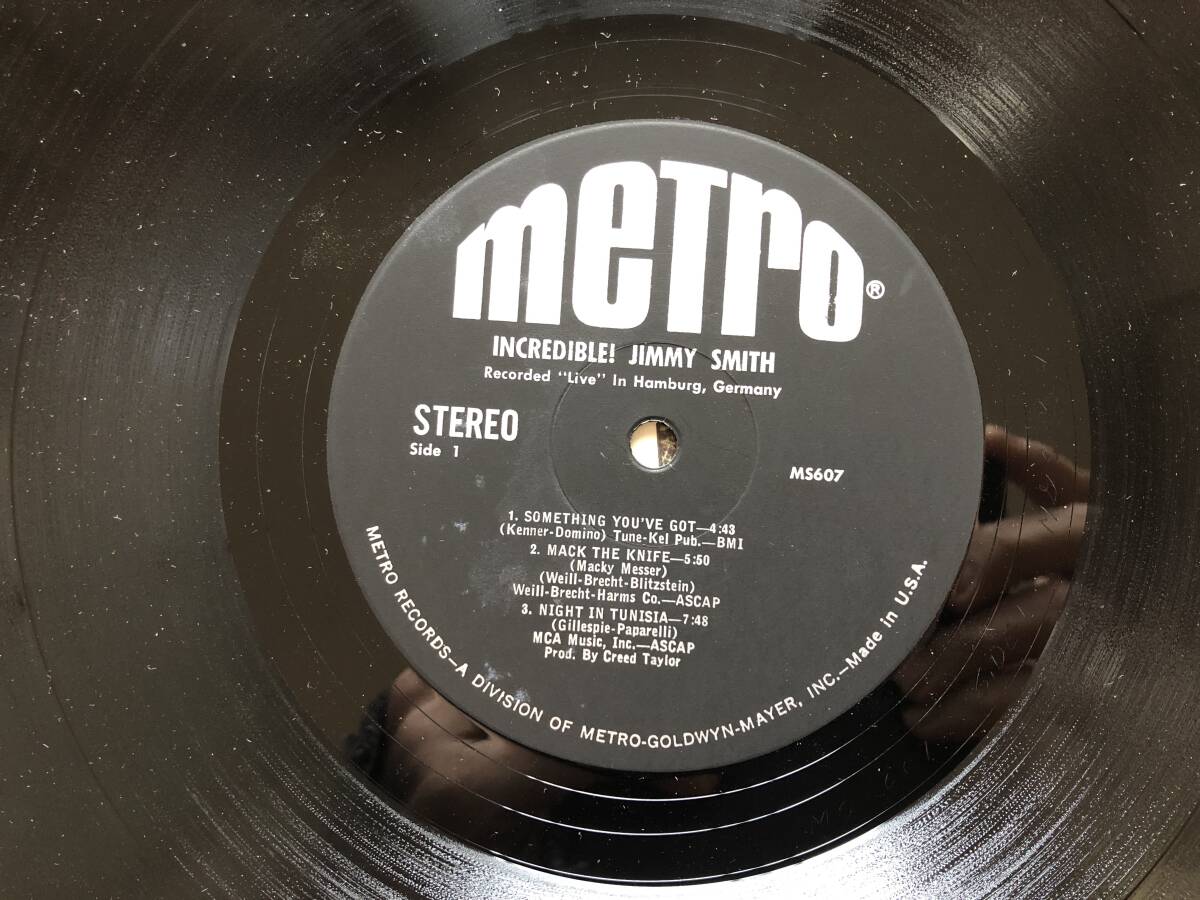 metro®
INCREDIBLE! JIMMY SMITH
Recorded "Live" In Hamburg, Germany
STEREO
Side 1
MS607
1. SOMETHING YOU'VE GOT—4:43
(Kenner-Domino) Tune-Kel Pub.—BMI
2. MACK THE KNIFE—5:50
(Macky Messer)
(Weill-Brecht-Blitzstein)
Weill-Brecht-Harms Co.—ASCAP
3. NIGHT IN TUNISIA—7:48
(Gillespie-Paparelli)
MCA Music, Inc.—ASCAP
Prod. By Creed Taylor
METRO RECORDS—A DIVISION OF METRO-GOLDWYN-MAYER, INC.—Made in U.S.A.